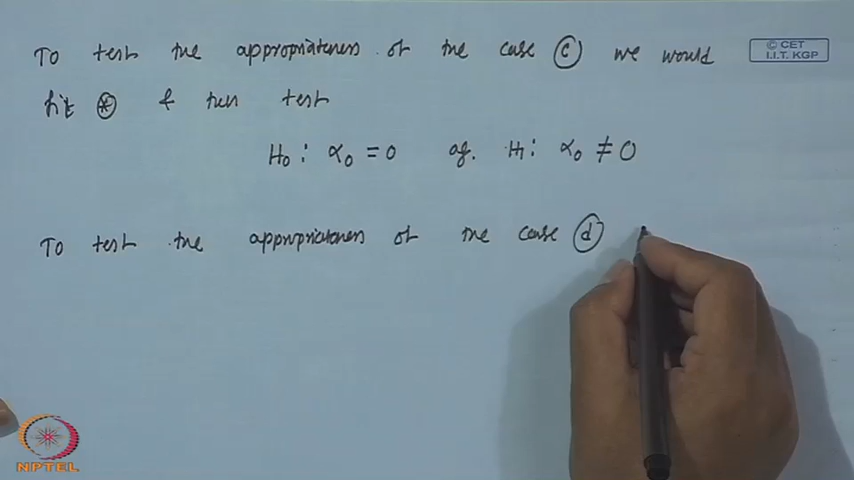 To test the appropriateness of the case (c) we would
fit (*) & then test
H₀ : α₀ = 0 ag. H₁ : α₀ ≠ 0
To test the appropriateness of the case (d)
© CET
I.I.T. KGP
NPTEL